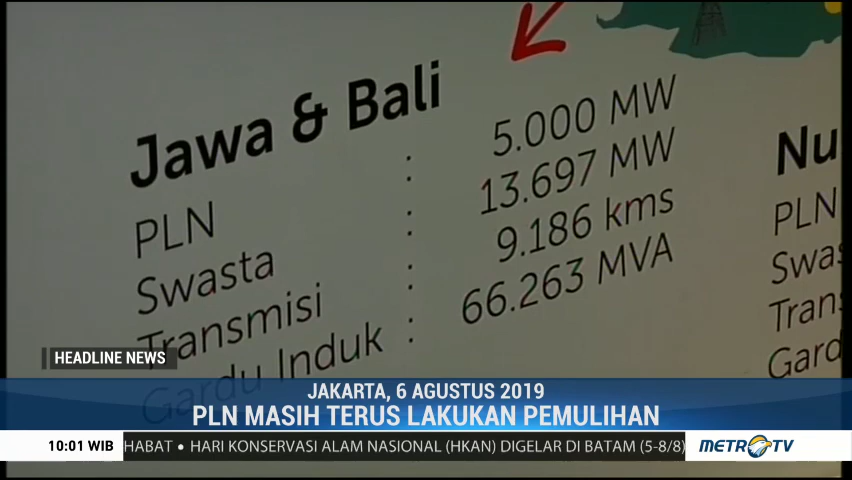 Jawa & Bali
PLN : 5.000 MW
Swasta : 13.697 MW
Transmisi : 9.186 kms
Gardu Induk : 66.263 MVA
Nu
PLN
Swas
Tran
Gard
HEADLINE NEWS
JAKARTA, 6 AGUSTUS 2019
PLN MASIH TERUS LAKUKAN PEMULIHAN
10:01 WIB HABAT • HARI KONSERVASI ALAM NASIONAL (HKAN) DIGELAR DI BATAM (5-8/8) METRO TV